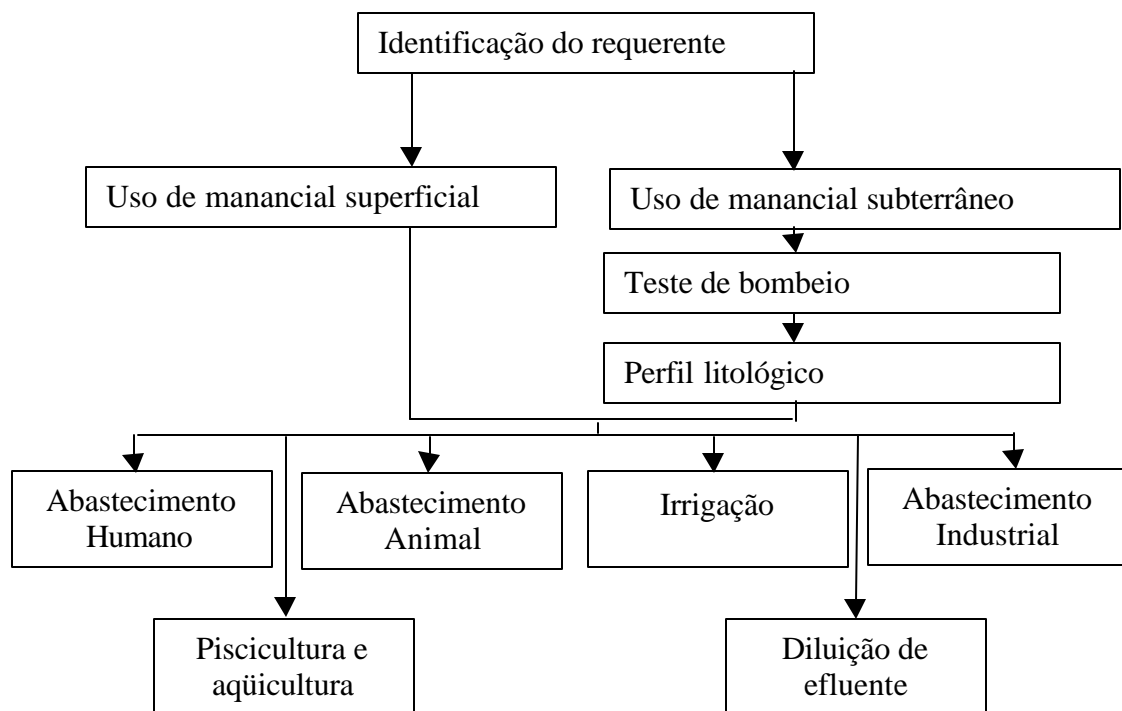 Identificação do requerente
Uso de manancial superficial
Uso de manancial subterrâneo
Teste de bombeio
Perfil litológico
Abastecimento
Humano
Abastecimento
Animal
Irrigação
Abastecimento
Industrial
Piscicultura e
aqüicultura
Diluição de
efluente